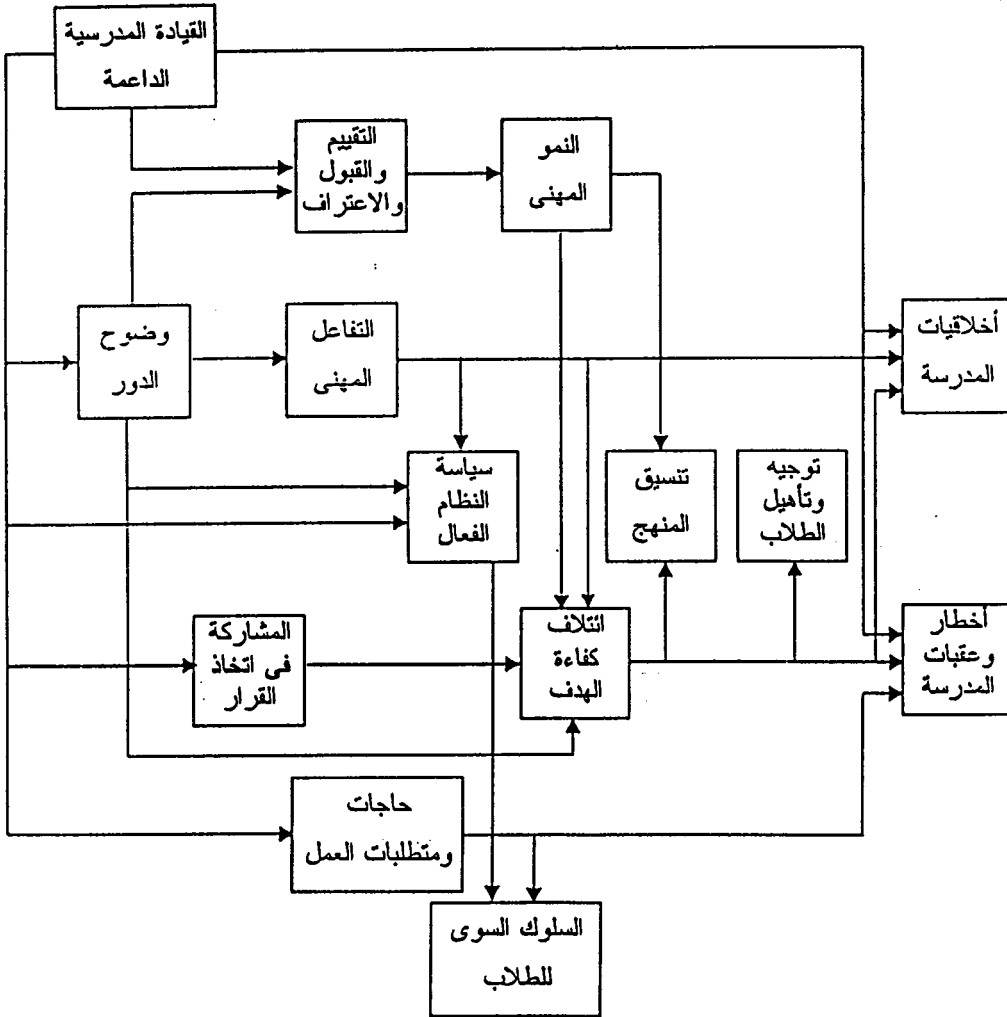 القيادة المدرسية
الداعمة
التقييم
والقبول
والاعتراف
النمو
المهنى
وضوح
الدور
التفاعل
المهنى
أخلاقيات
المدرسة
سياسة
النظام
الفعال
تنسيق
المنهج
توجيه
وتأهيل
الطلاب
المشاركة
فى اتخاذ
القرار
ائتلاف
كفاءة
الهدف
أخطار
وعقبات
المدرسة
حاجات
ومتطلبات العمل
السلوك السوى
للطلاب